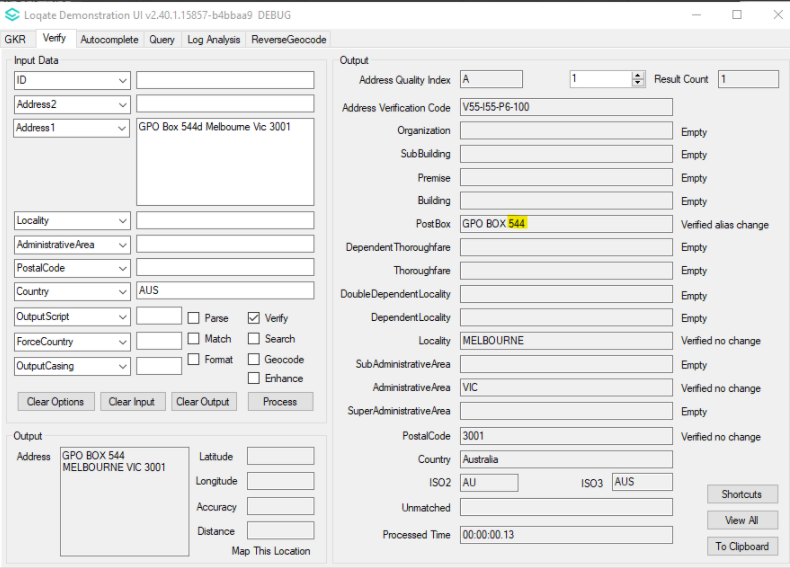 Loqate Demonstration UI v2.40.1.15857-b4bbaa9 DEBUG
GKR Verify Autocomplete Query Log Analysis ReverseGeocode
Input Data
ID
Address2
Address1 GPO Box 544d Melbourne Vic 3001
Locality
AdministrativeArea
PostalCode
Country AUS
OutputScript Parse Verify
ForceCountry Match Search
OutputCasing Format Geocode
Enhance
Clear Options Clear Input Clear Output Process
Output
Address GPO BOX 544
MELBOURNE VIC 3001
Latitude
Longitude
Accuracy
Distance
Map This Location
Output
Address Quality Index A 1 Result Count 1
Address Verification Code V55-I55-P6-100
Organization Empty
SubBuilding Empty
Premise Empty
Building Empty
PostBox GPO BOX 544 Verified alias change
DependentThoroughfare Empty
Thoroughfare Empty
DoubleDependentLocality Empty
DependentLocality Empty
Locality MELBOURNE Verified no change
SubAdministrativeArea Empty
AdministrativeArea VIC Verified no change
SuperAdministrativeArea Empty
PostalCode 3001 Verified no change
Country Australia
ISO2 AU ISO3 AUS
Unmatched
Processed Time 00:00:00.13
Shortcuts
View All
To Clipboard